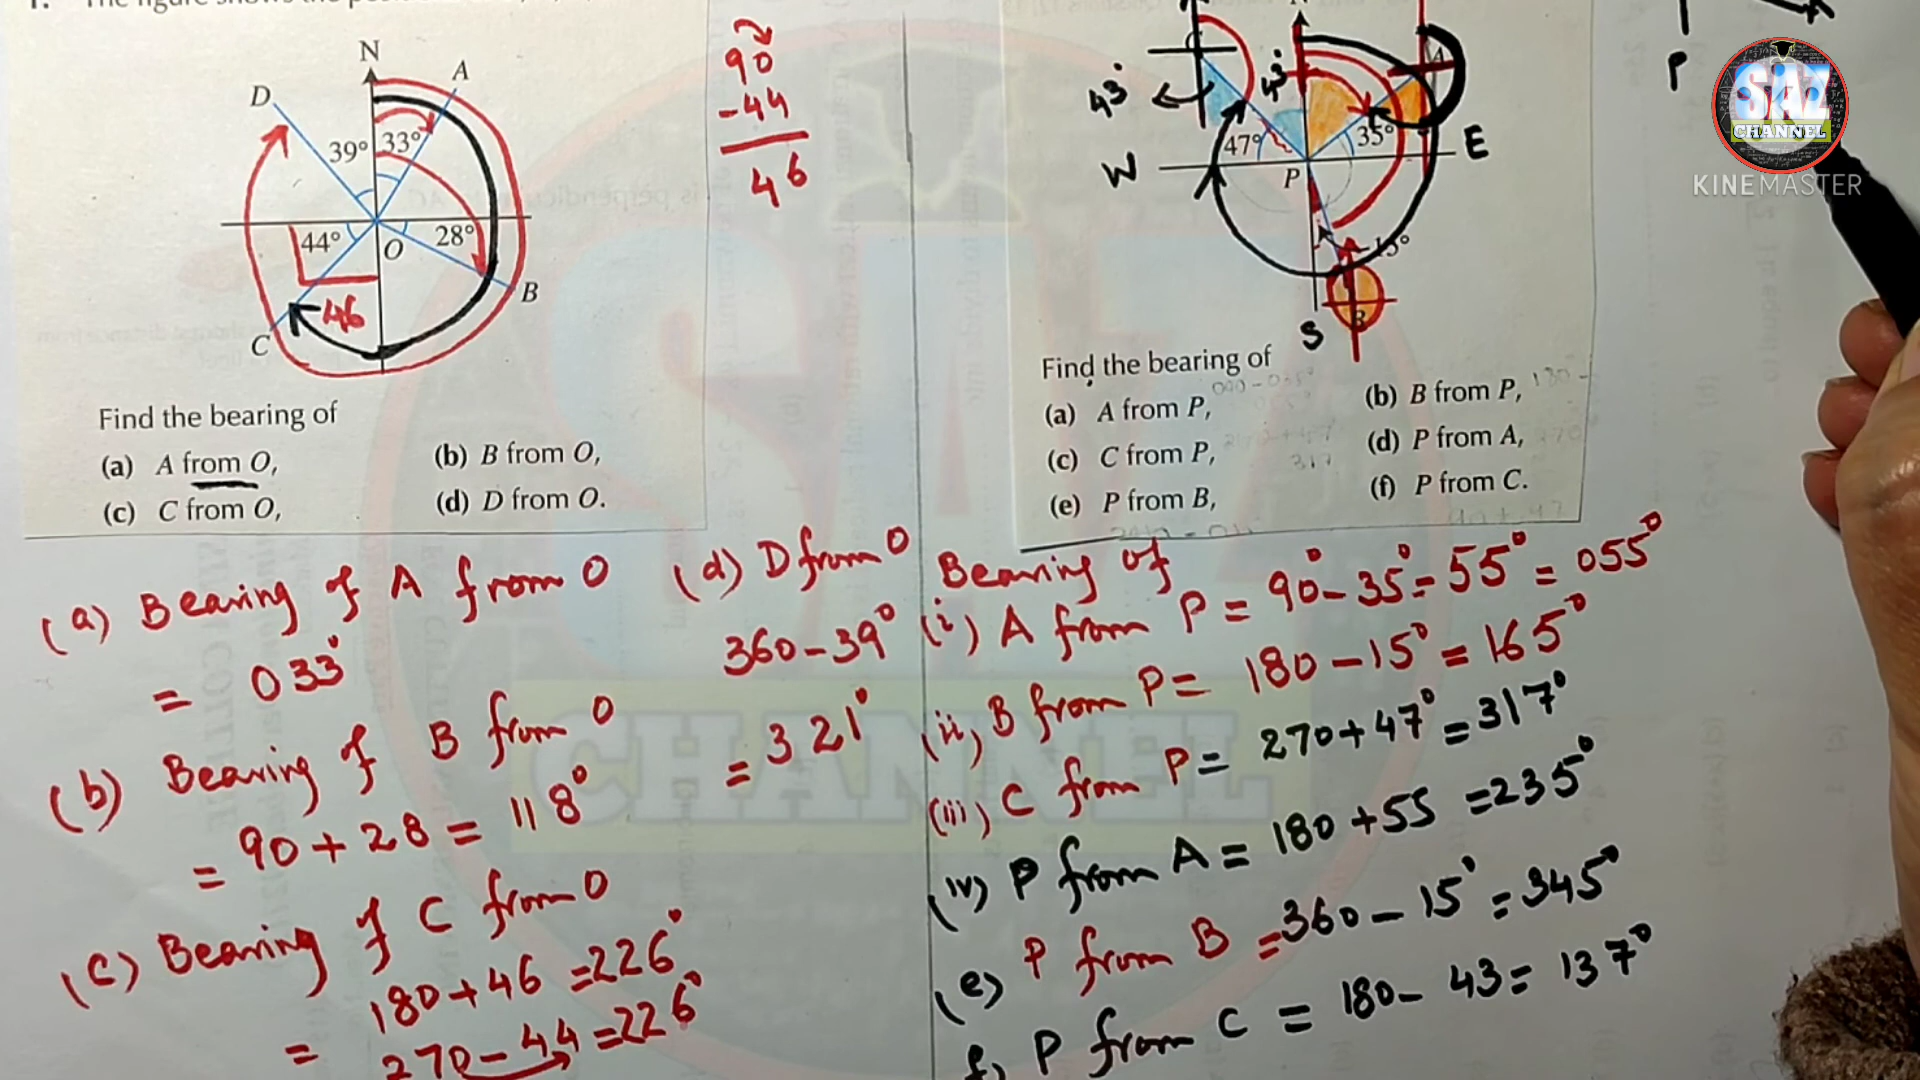 N
A
D
39°
33°
44°
O
28°
B
C
46
90
-44
46
43°
43°
A
47°
35°
W
E
P
15°
B
S
P
SAZ
CHANNEL
KINEMASTER
Find the bearing of
(a) A from O,
(b) B from O,
(c) C from O,
(d) D from O.
Find the bearing of
(a) A from P,
(b) B from P,
(c) C from P,
(d) P from A,
(e) P from B,
(f) P from C.
(a) Bearing of A from O
= 033°
(b) Bearing of B from O
= 90 + 28 = 118°
(c) Bearing of C from O
180+46 =226°
= 270-44=226°
(d) D from O
360-39°
= 321°
Bearing of
(i) A from P = 90°-35°=55°=055°
(ii) B from P= 180-15°=165°
(iii) C from P= 270+47°=317°
(iv) P from A= 180+55 =235°
(e) P from B =360-15°=345°
f) P from C = 180- 43= 137°
SAZ
CHANNEL